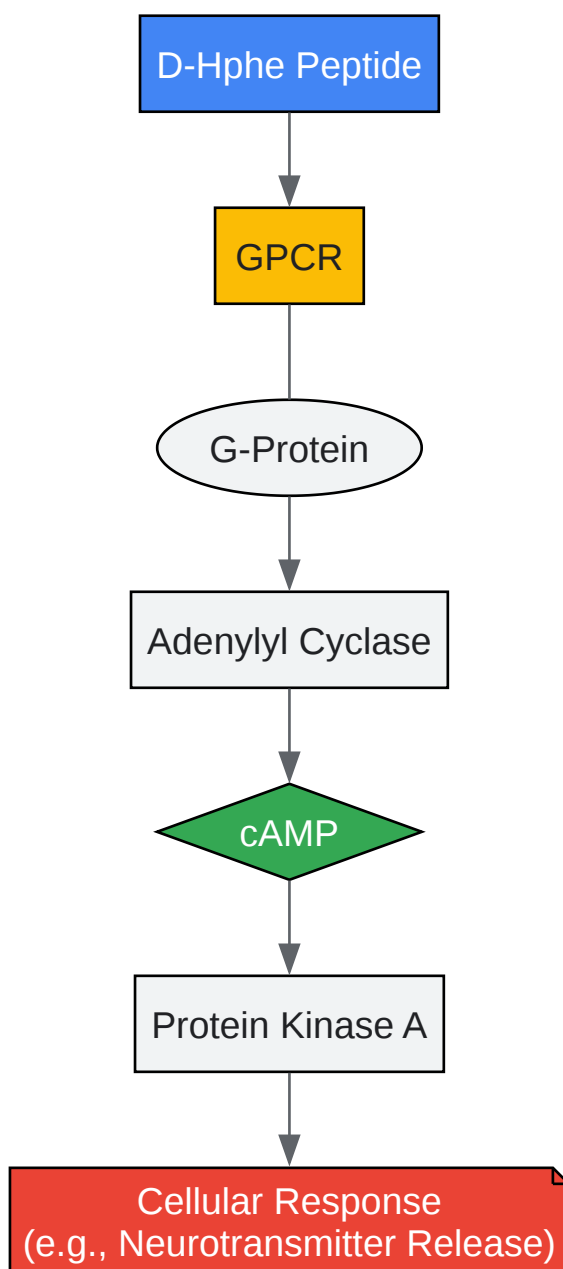 D-Hphe Peptide
GPCR
G-Protein
Adenylyl Cyclase
cAMP
Protein Kinase A
Cellular Response
(e.g., Neurotransmitter Release)